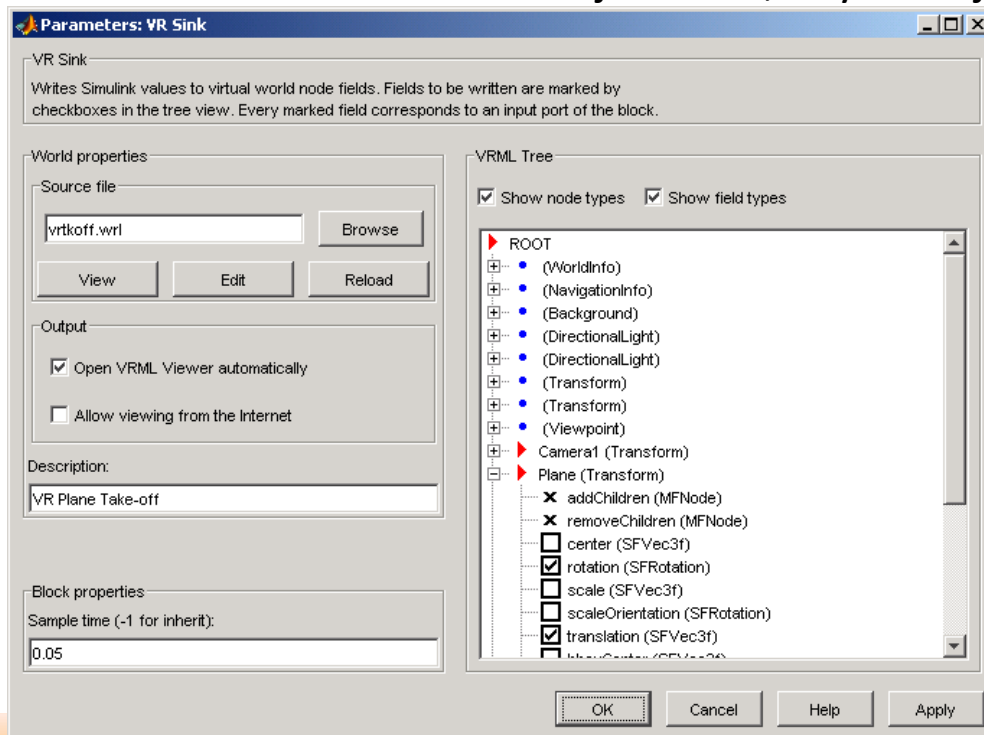 Parameters: VR Sink
VR Sink
Writes Simulink values to virtual world node fields. Fields to be written are marked by
checkboxes in the tree view. Every marked field corresponds to an input port of the block.
World properties
Source file
vrtkoff.wrl
Browse
View
Edit
Reload
Output
Open VRML Viewer automatically
Allow viewing from the Internet
Description:
VR Plane Take-off
Block properties
Sample time (-1 for inherit):
0.05
VRML Tree
Show node types
Show field types
ROOT
(WorldInfo)
(NavigationInfo)
(Background)
(DirectionalLight)
(DirectionalLight)
(Transform)
(Transform)
(Viewpoint)
Camera1 (Transform)
Plane (Transform)
addChildren (MFNode)
removeChildren (MFNode)
center (SFVec3f)
rotation (SFRotation)
scale (SFVec3f)
scaleOrientation (SFRotation)
translation (SFVec3f)
OK
Cancel
Help
Apply